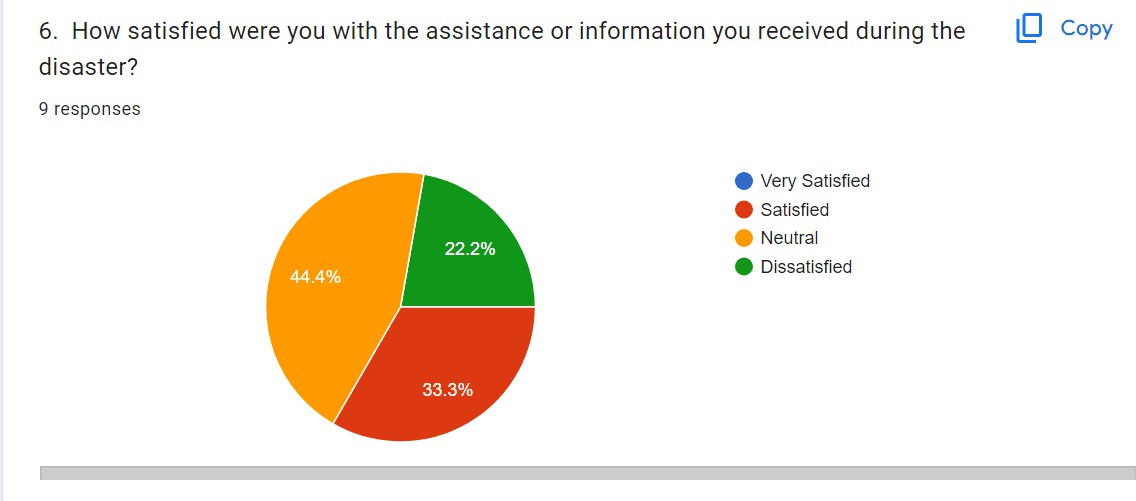 6. How satisfied were you with the assistance or information you received during the
disaster?
Copy
9 responses
Very Satisfied
Satisfied
Neutral
Dissatisfied
22.2%
44.4%
33.3%